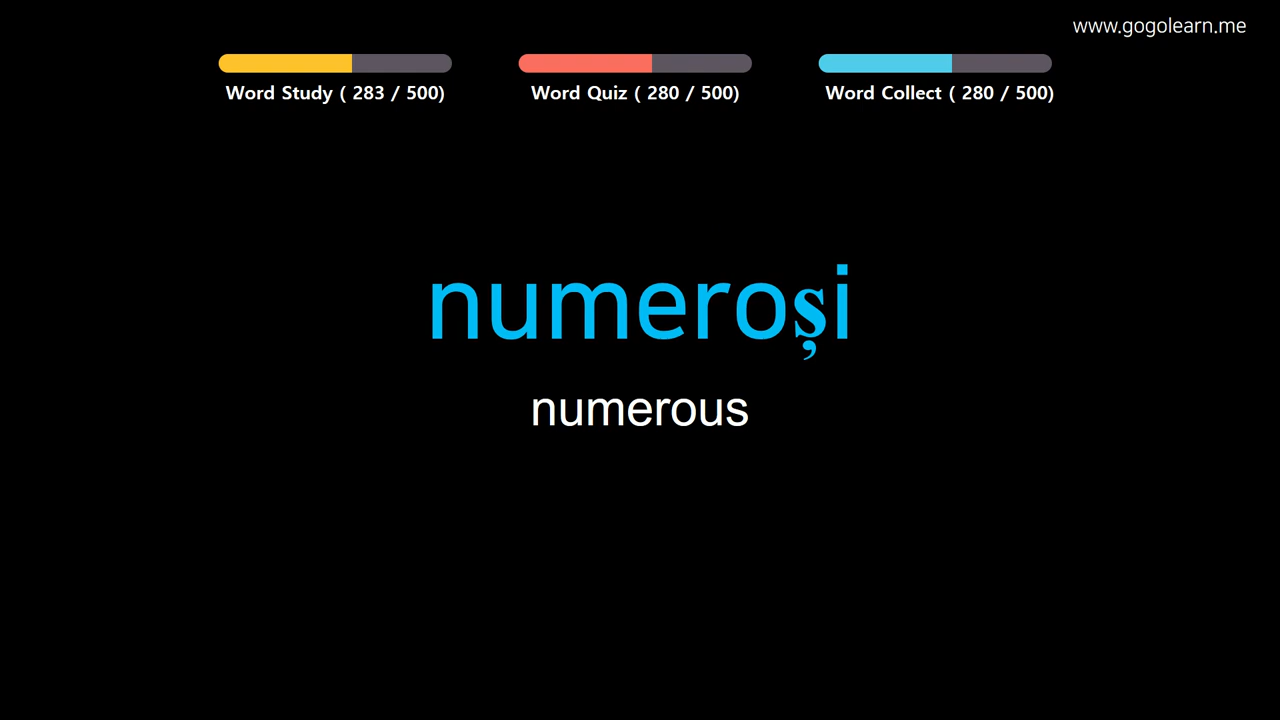 www.gogolearn.me
Word Study ( 283 / 500)
Word Quiz ( 280 / 500)
Word Collect ( 280 / 500)
numeroși
numerous